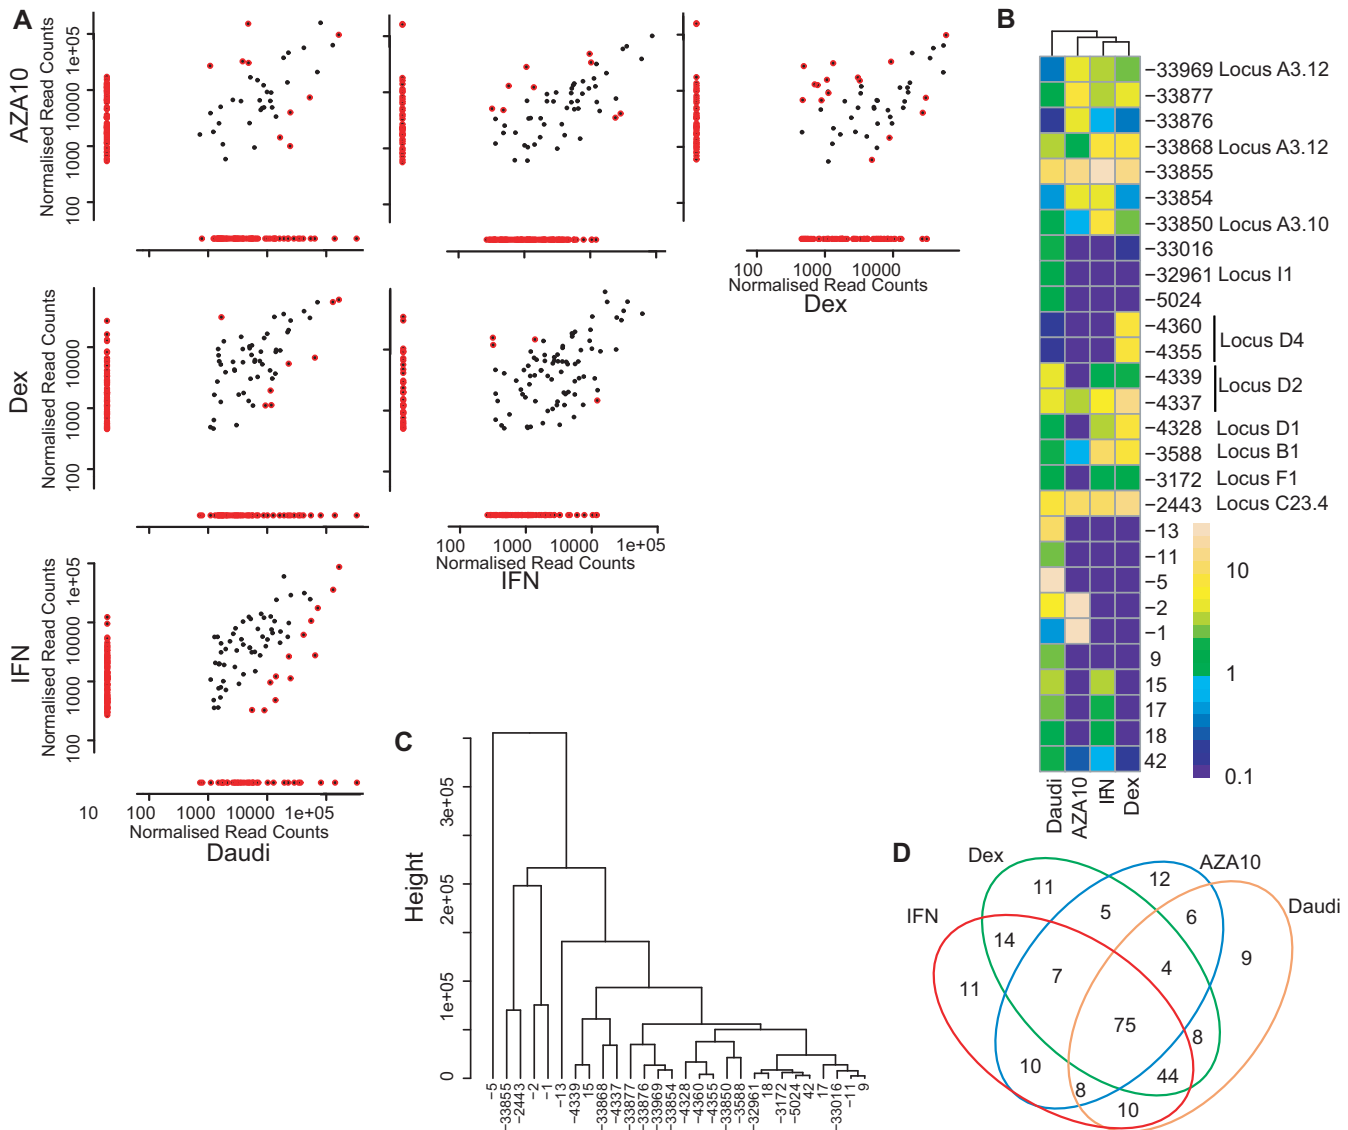 A
AZA10
Normalised Read Counts
100 1000 10000 1e+05
100 1000 10000
Normalised Read Counts
Dex
Dex
Normalised Read Counts
100 1000 10000
100 1000 10000 1e+05
Normalised Read Counts
IFN
IFN
Normalised Read Counts
100 1000 10000 1e+05
10 100 1000 10000 1e+05
Normalised Read Counts
Daudi
B
−33969 Locus A3.12
−33877
−33876
−33868 Locus A3.12
−33855
−33854
−33850 Locus A3.10
−33016
−32961 Locus I1
−5024
−4360
−4355
Locus D4
−4339
−4337
Locus D2
−4328 Locus D1
−3588 Locus B1
−3172 Locus F1
−2443 Locus C23.4
−13
−11
−5
−2
−1
9
15
17
18
42
Daudi
AZA10
IFN
Dex
10
1
0.1
C
Height
0 1e+05 2e+05 3e+05
−5
−33855
−2443
−2
−1
−13
−4339
15
−33868
−4337
−33877
−33876
−33969
−33854
−4328
−4360
−4355
−33850
−3588
−32961
18
−3172
−5024
42
17
−33016
−11
9
D
Dex
AZA10
IFN
Daudi
11
12
5
6
14
9
7
4
11
75
8
10
44
8
10